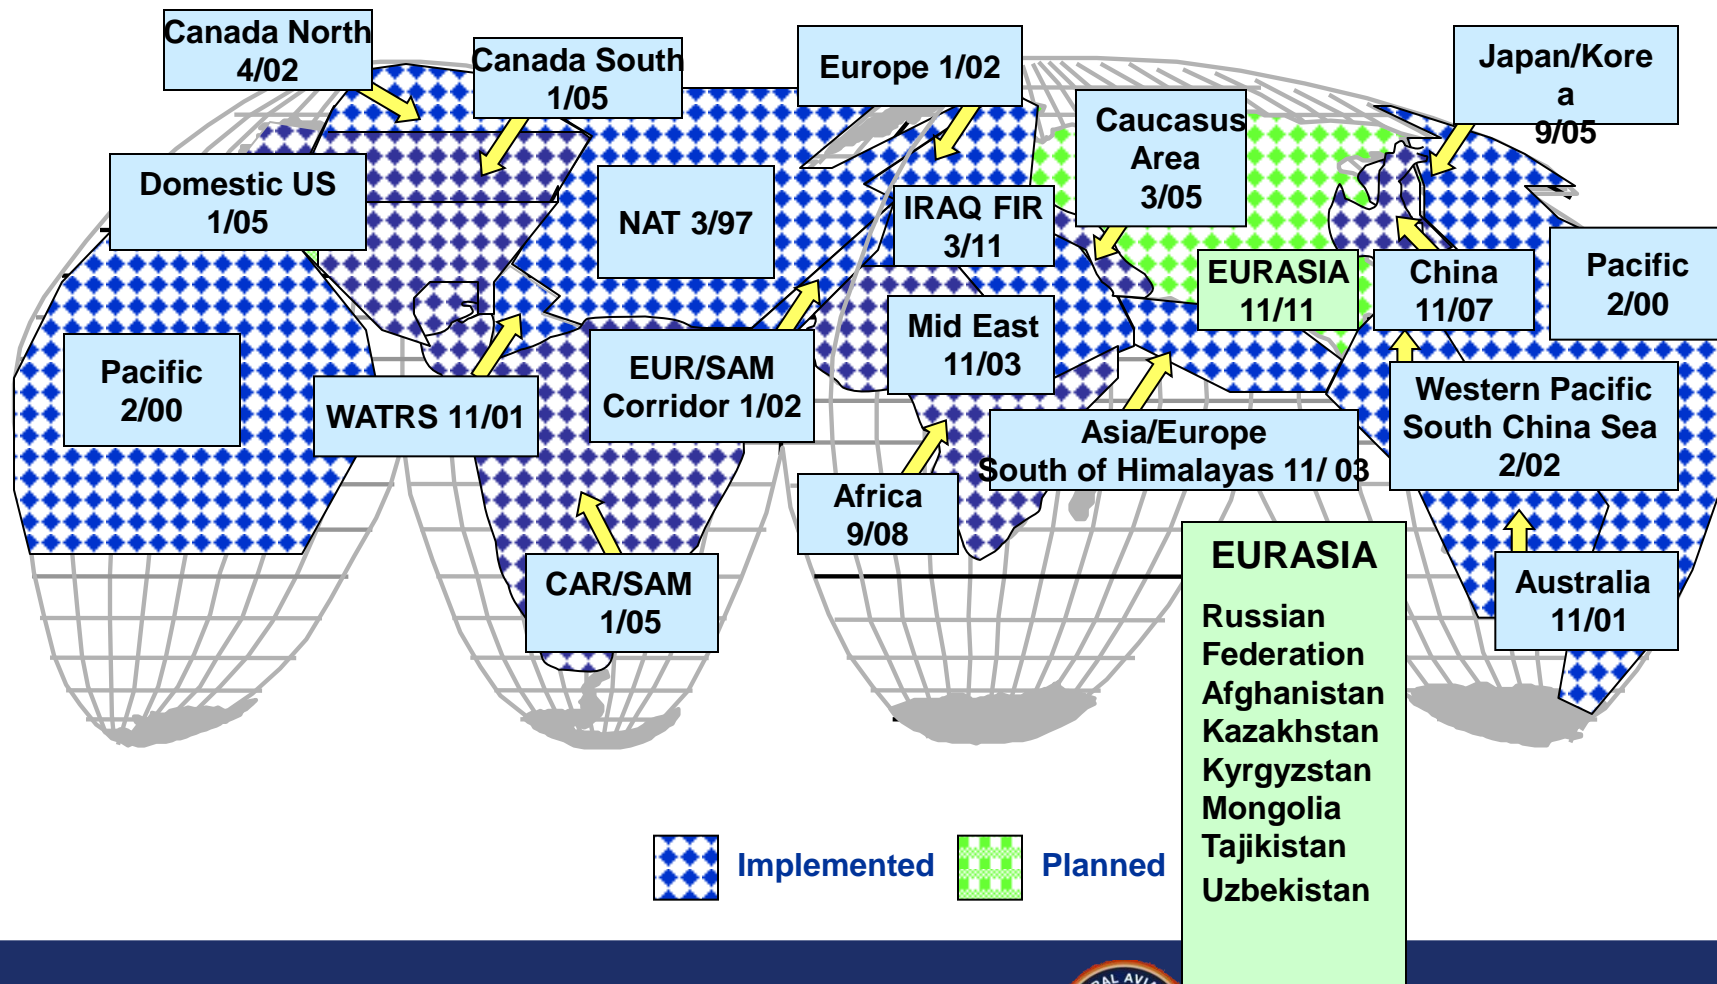 Canada North
4/02
Canada South
1/05
Europe 1/02
Japan/Kore
a
9/05
Caucasus
Area
3/05
Domestic US
1/05
NAT 3/97
IRAQ FIR
3/11
EURASIA
11/11
China
11/07
Pacific
2/00
Pacific
2/00
WATRS 11/01
EUR/SAM
Corridor 1/02
Mid East
11/03
Western Pacific
South China Sea
2/02
Asia/Europe
South of Himalayas 11/ 03
Africa
9/08
CAR/SAM
1/05
Australia
11/01
EURASIA
Russian
Federation
Afghanistan
Kazakhstan
Kyrgyzstan
Mongolia
Tajikistan
Uzbekistan
Implemented
Planned